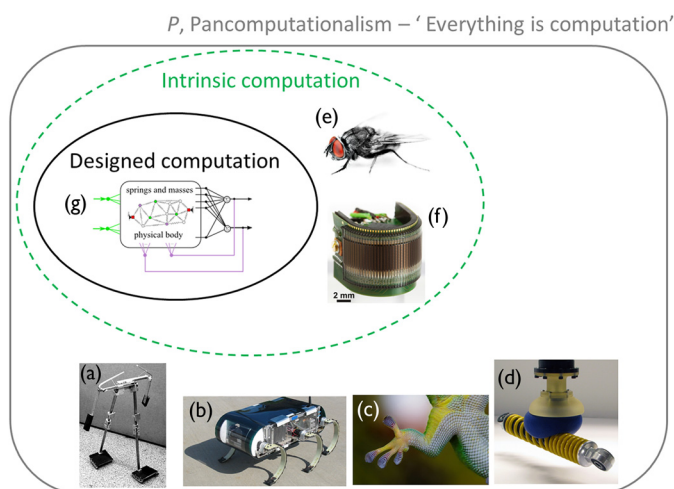 P, Pancomputationalism – ‘ Everything is computation’
Intrinsic computation
(e)
Designed computation
(g)
springs and masses
physical body
(f)
2 mm
(a)
(b)
(c)
(d)